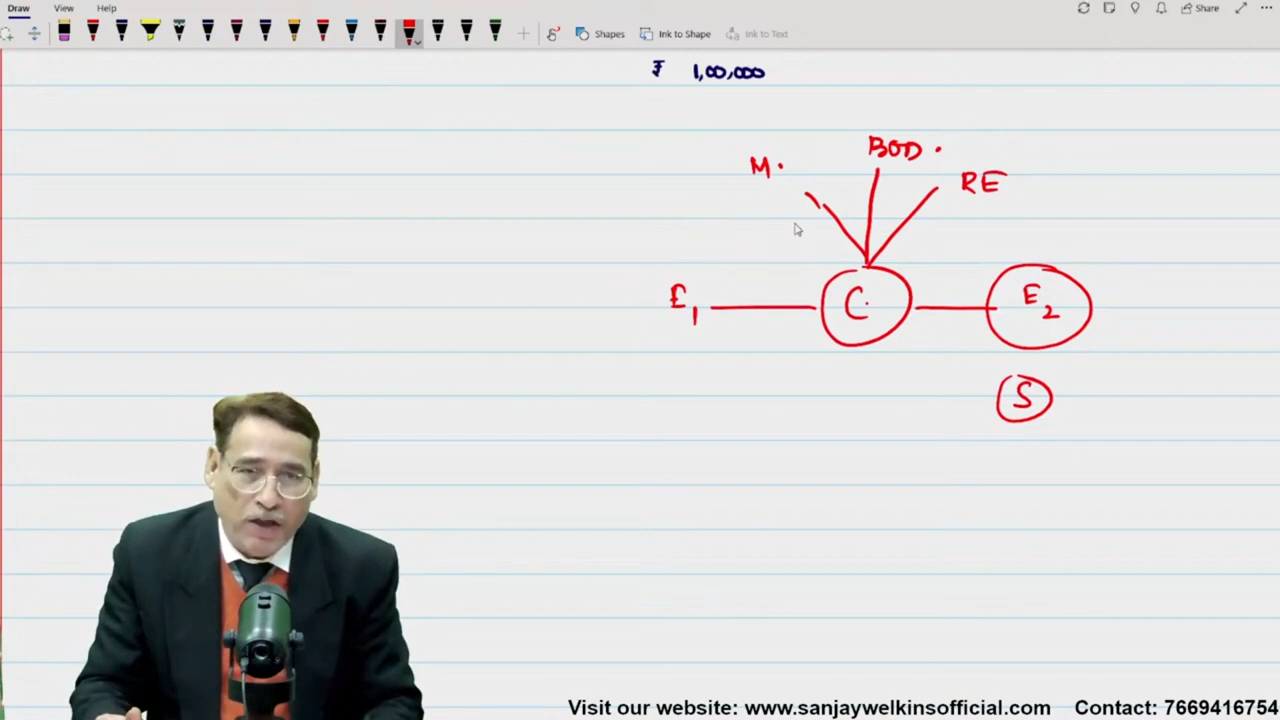 Draw View Help Share
Shapes Ink to Shape Ink to Text
₹ 1,00,000
BOD.
M. RE
E1 C. E2
S
Visit our website: www.sanjaywelkinsofficial.com Contact: 7669416754